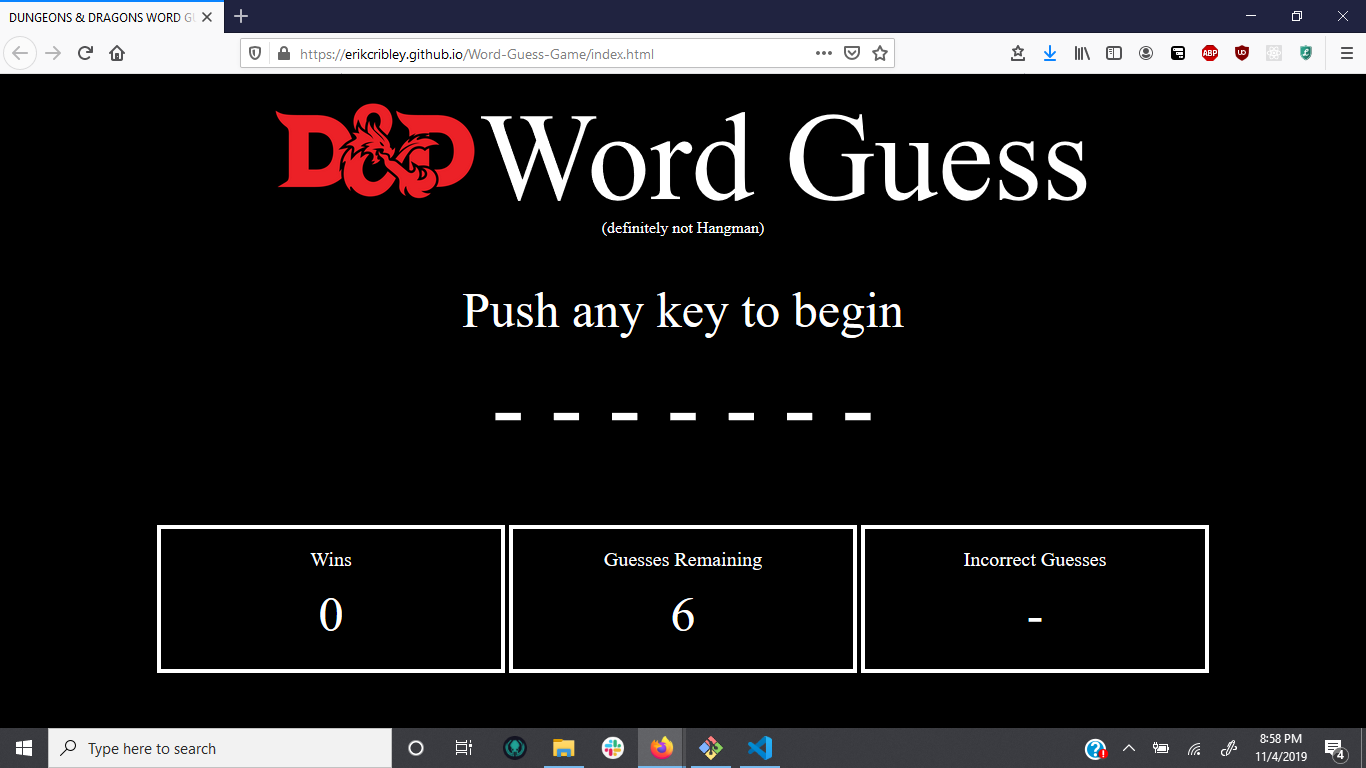 DUNGEONS & DRAGONS WORD GU
https://erikcribley.github.io/Word-Guess-Game/index.html
ABP
D&D Word Guess
(definitely not Hangman)
Push any key to begin
- - - - - - -
Wins
0
Guesses Remaining
6
Incorrect Guesses
-
Type here to search
8:58 PM
11/4/2019
4